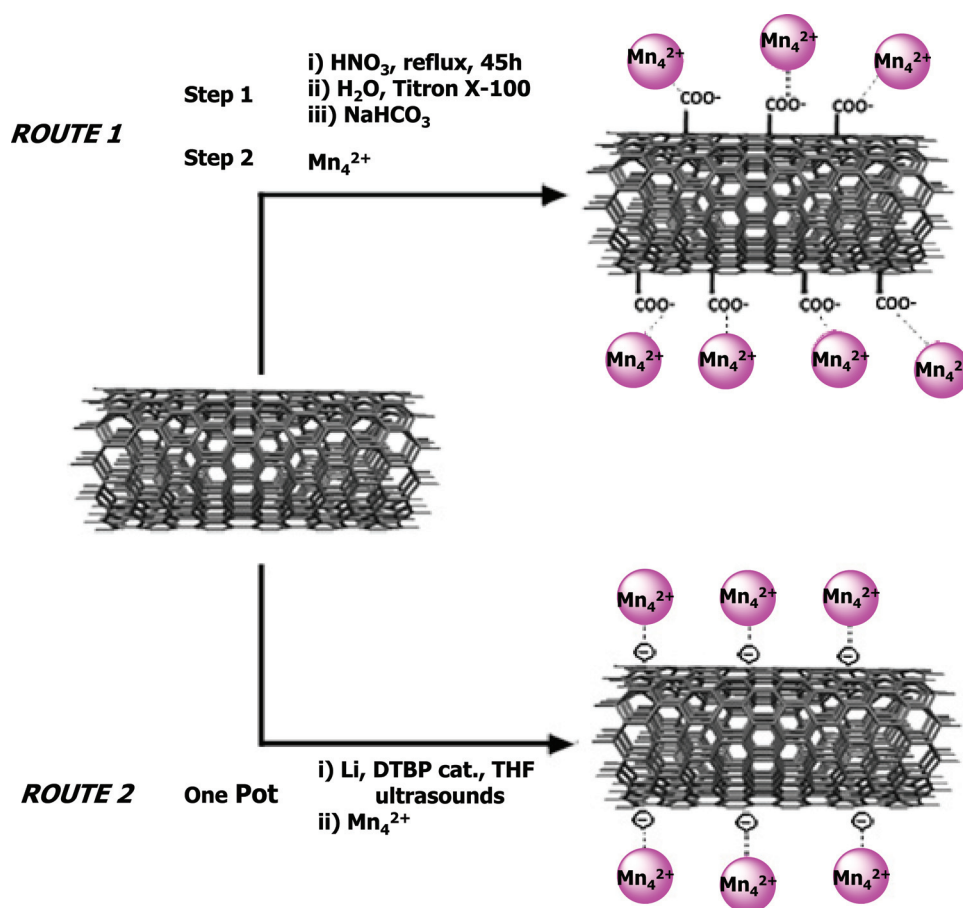 ROUTE 1
Step 1
i) HNO₃, reflux, 45h
ii) H₂O, Titron X-100
iii) NaHCO₃
Step 2
Mn₄²⁺
Mn₄²⁺
Mn₄²⁺
Mn₄²⁺
COO-
COO-
COO-
COO-
COO-
COO-
COO-
Mn₄²⁺
Mn₄²⁺
Mn₄²⁺
Mn₄²
Mn₄²⁺
Mn₄²⁺
Mn₄²⁺
−
−
−
ROUTE 2
One Pot
i) Li, DTBP cat., THF
ultrasounds
ii) Mn₄²⁺
−
−
−
Mn₄²⁺
Mn₄²⁺
Mn₄²⁺